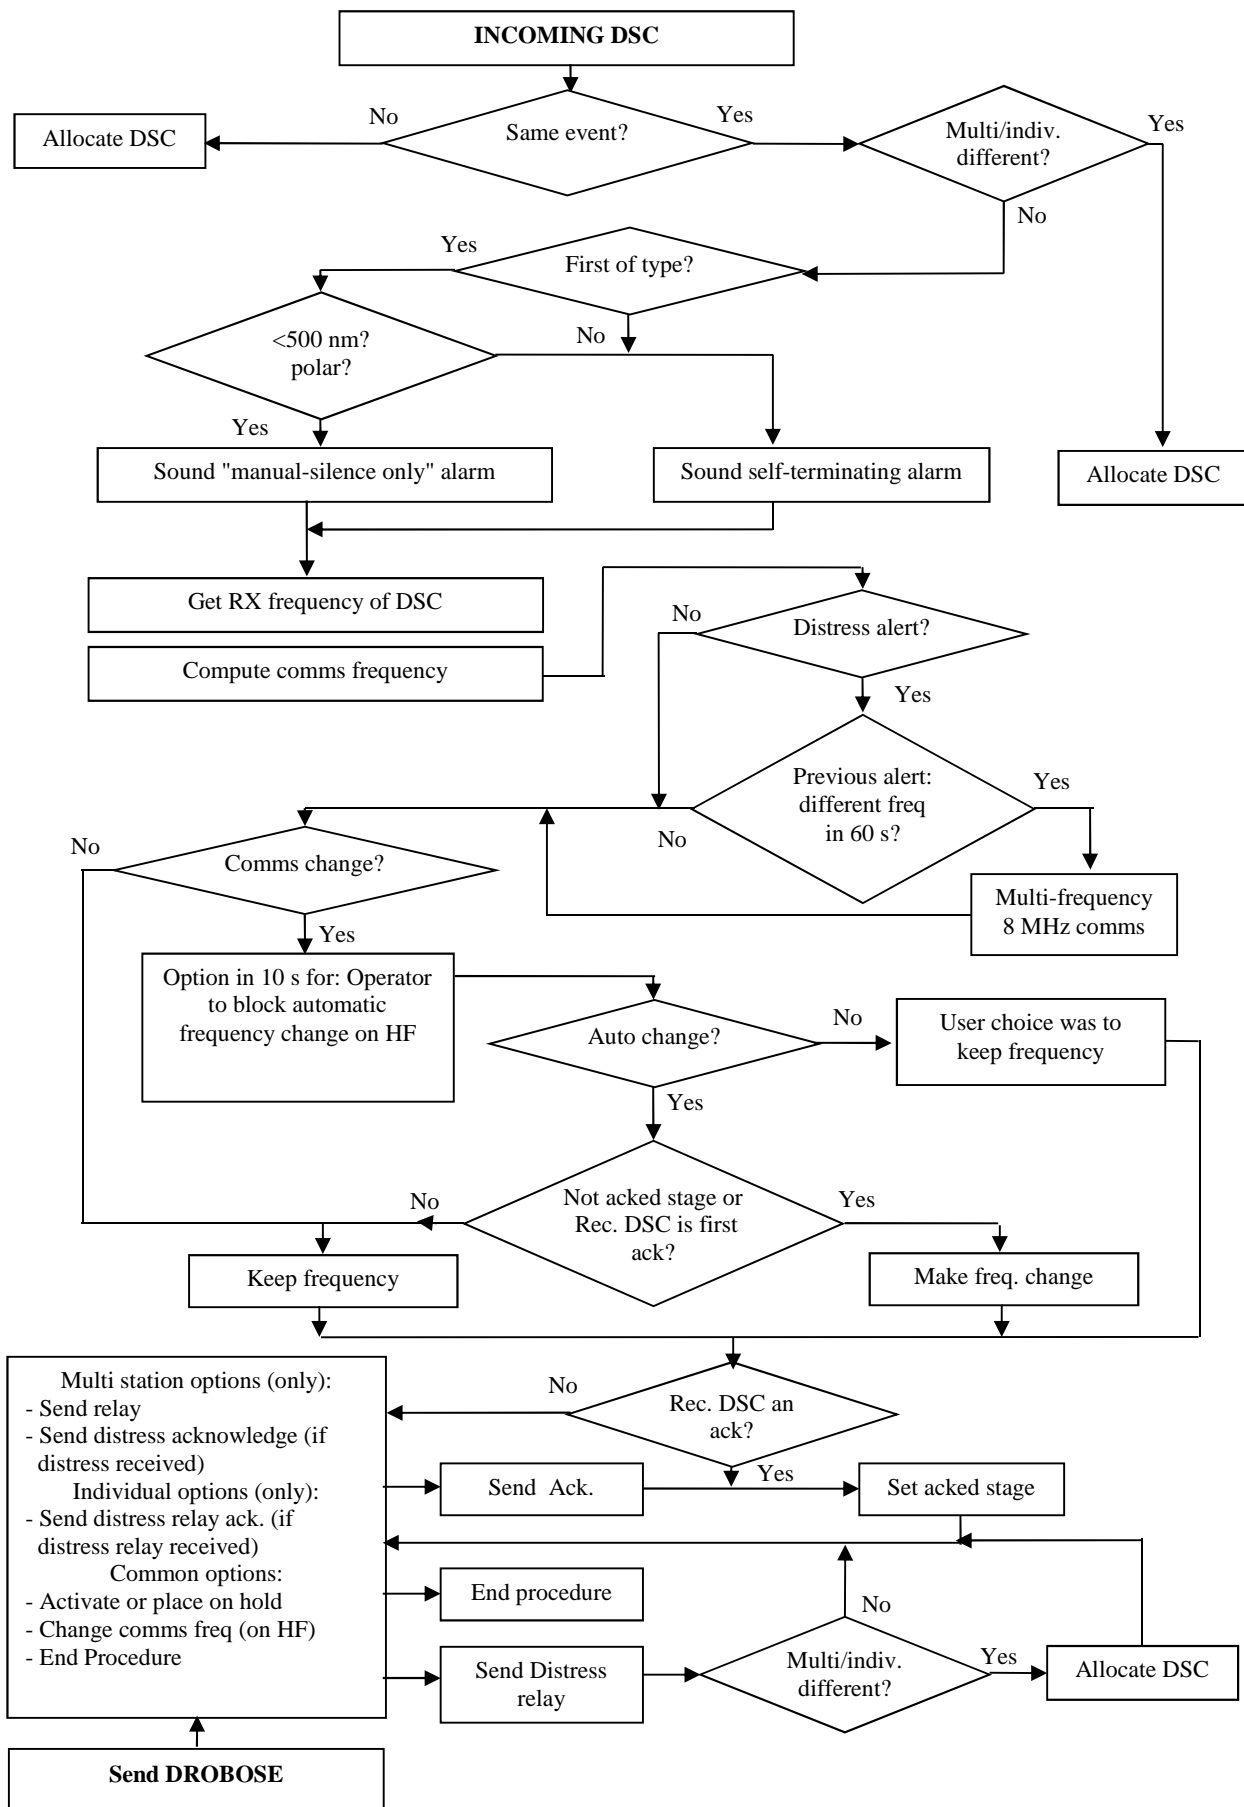 INCOMING DSC
No
Yes
Yes
Allocate DSC
Same event?
Multi/indiv.
different?
No
Yes
First of type?
<500 nm?
polar?
No
Yes
Sound "manual-silence only" alarm
Sound self-terminating alarm
Allocate DSC
Get RX frequency of DSC
No
Distress alert?
Compute comms frequency
Yes
Previous alert:
different freq
in 60 s?
Yes
No
No
Comms change?
Multi-frequency
8 MHz comms
Yes
Option in 10 s for: Operator
to block automatic
frequency change on HF
Auto change?
No
User choice was to
keep frequency
Yes
No
Not acked stage or
Rec. DSC is first
ack?
Yes
Keep frequency
Make freq. change
Multi station options (only):
- Send relay
- Send distress acknowledge (if
distress received)
Individual options (only):
- Send distress relay ack. (if
distress relay received)
Common options:
- Activate or place on hold
- Change comms freq (on HF)
- End Procedure
No
Rec. DSC an
ack?
Yes
Send Ack.
Set acked stage
End procedure
No
Send Distress
relay
Multi/indiv.
different?
Yes
Allocate DSC
Send DROBOSE